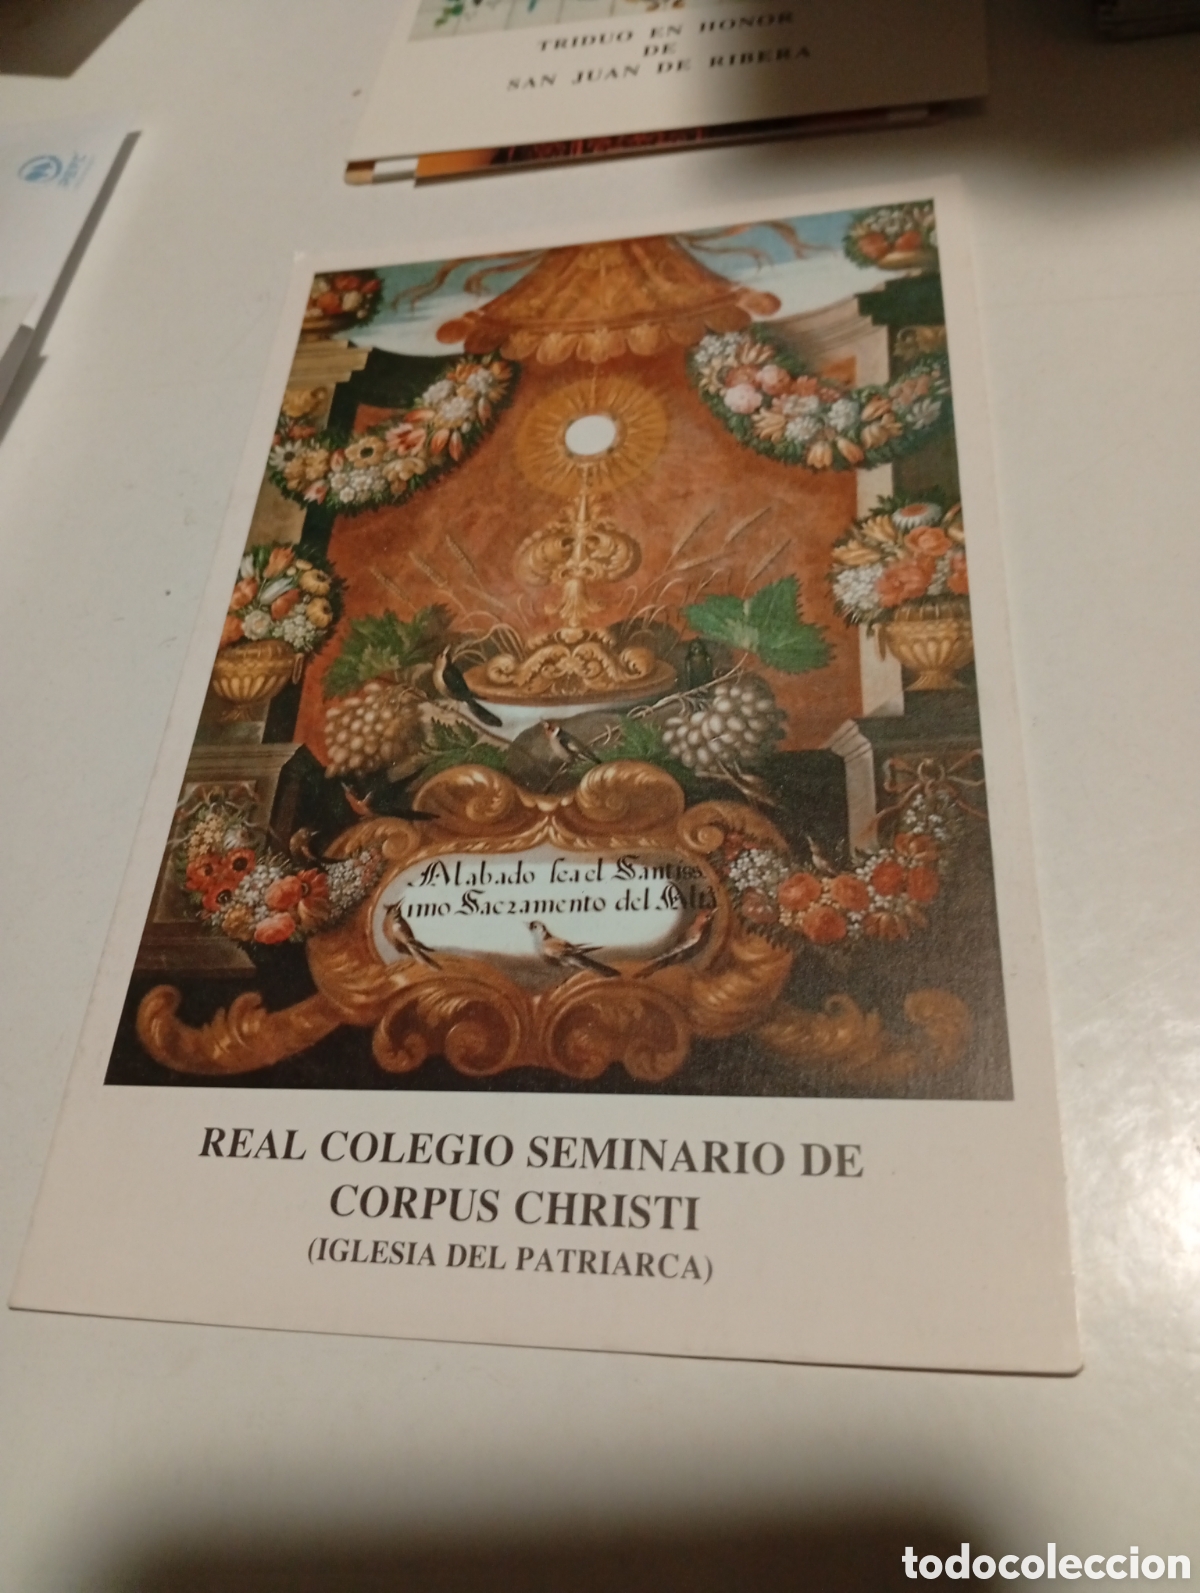 TRIDUO EN HONOR
DE
SAN JUAN DE RIBERA
Alabado sea el Santiss
imo Sacramento del Alta
REAL COLEGIO SEMINARIO DE
CORPUS CHRISTI
(IGLESIA DEL PATRIARCA)
todocoleccion